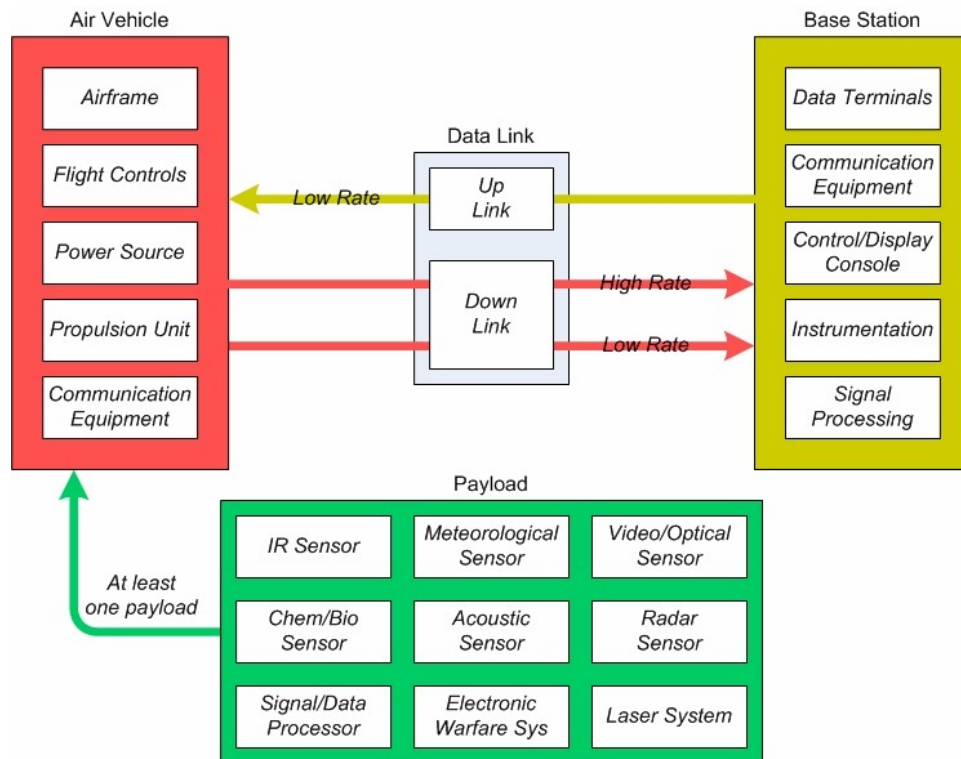 Air Vehicle
Airframe
Flight Controls
Power Source
Propulsion Unit
Communication
Equipment
Data Link
Up
Link
Down
Link
Low Rate
High Rate
Low Rate
Base Station
Data Terminals
Communication
Equipment
Control/Display
Console
Instrumentation
Signal
Processing
At least
one payload
Payload
IR Sensor
Meteorological
Sensor
Video/Optical
Sensor
Chem/Bio
Sensor
Acoustic
Sensor
Radar
Sensor
Signal/Data
Processor
Electronic
Warfare Sys
Laser System